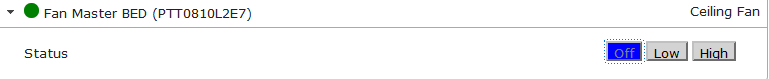 Fan Master BED (PTT0810L2E7) Ceiling Fan
Status Off Low High